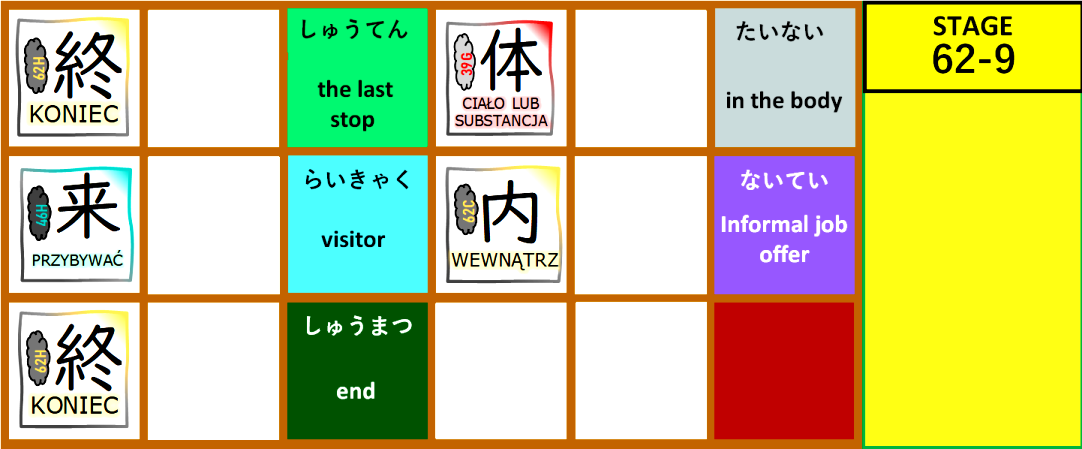 終
62H
KONIEC
しゅうてん
the last
stop
体
39G
CIAŁO LUB
SUBSTANCJA
たいない
in the body
STAGE
62-9
来
46H
PRZYBYWAĆ
らいきゃく
visitor
内
62C
WEWNĄTRZ
ないてい
Informal job
offer
終
62H
KONIEC
しゅうまつ
end